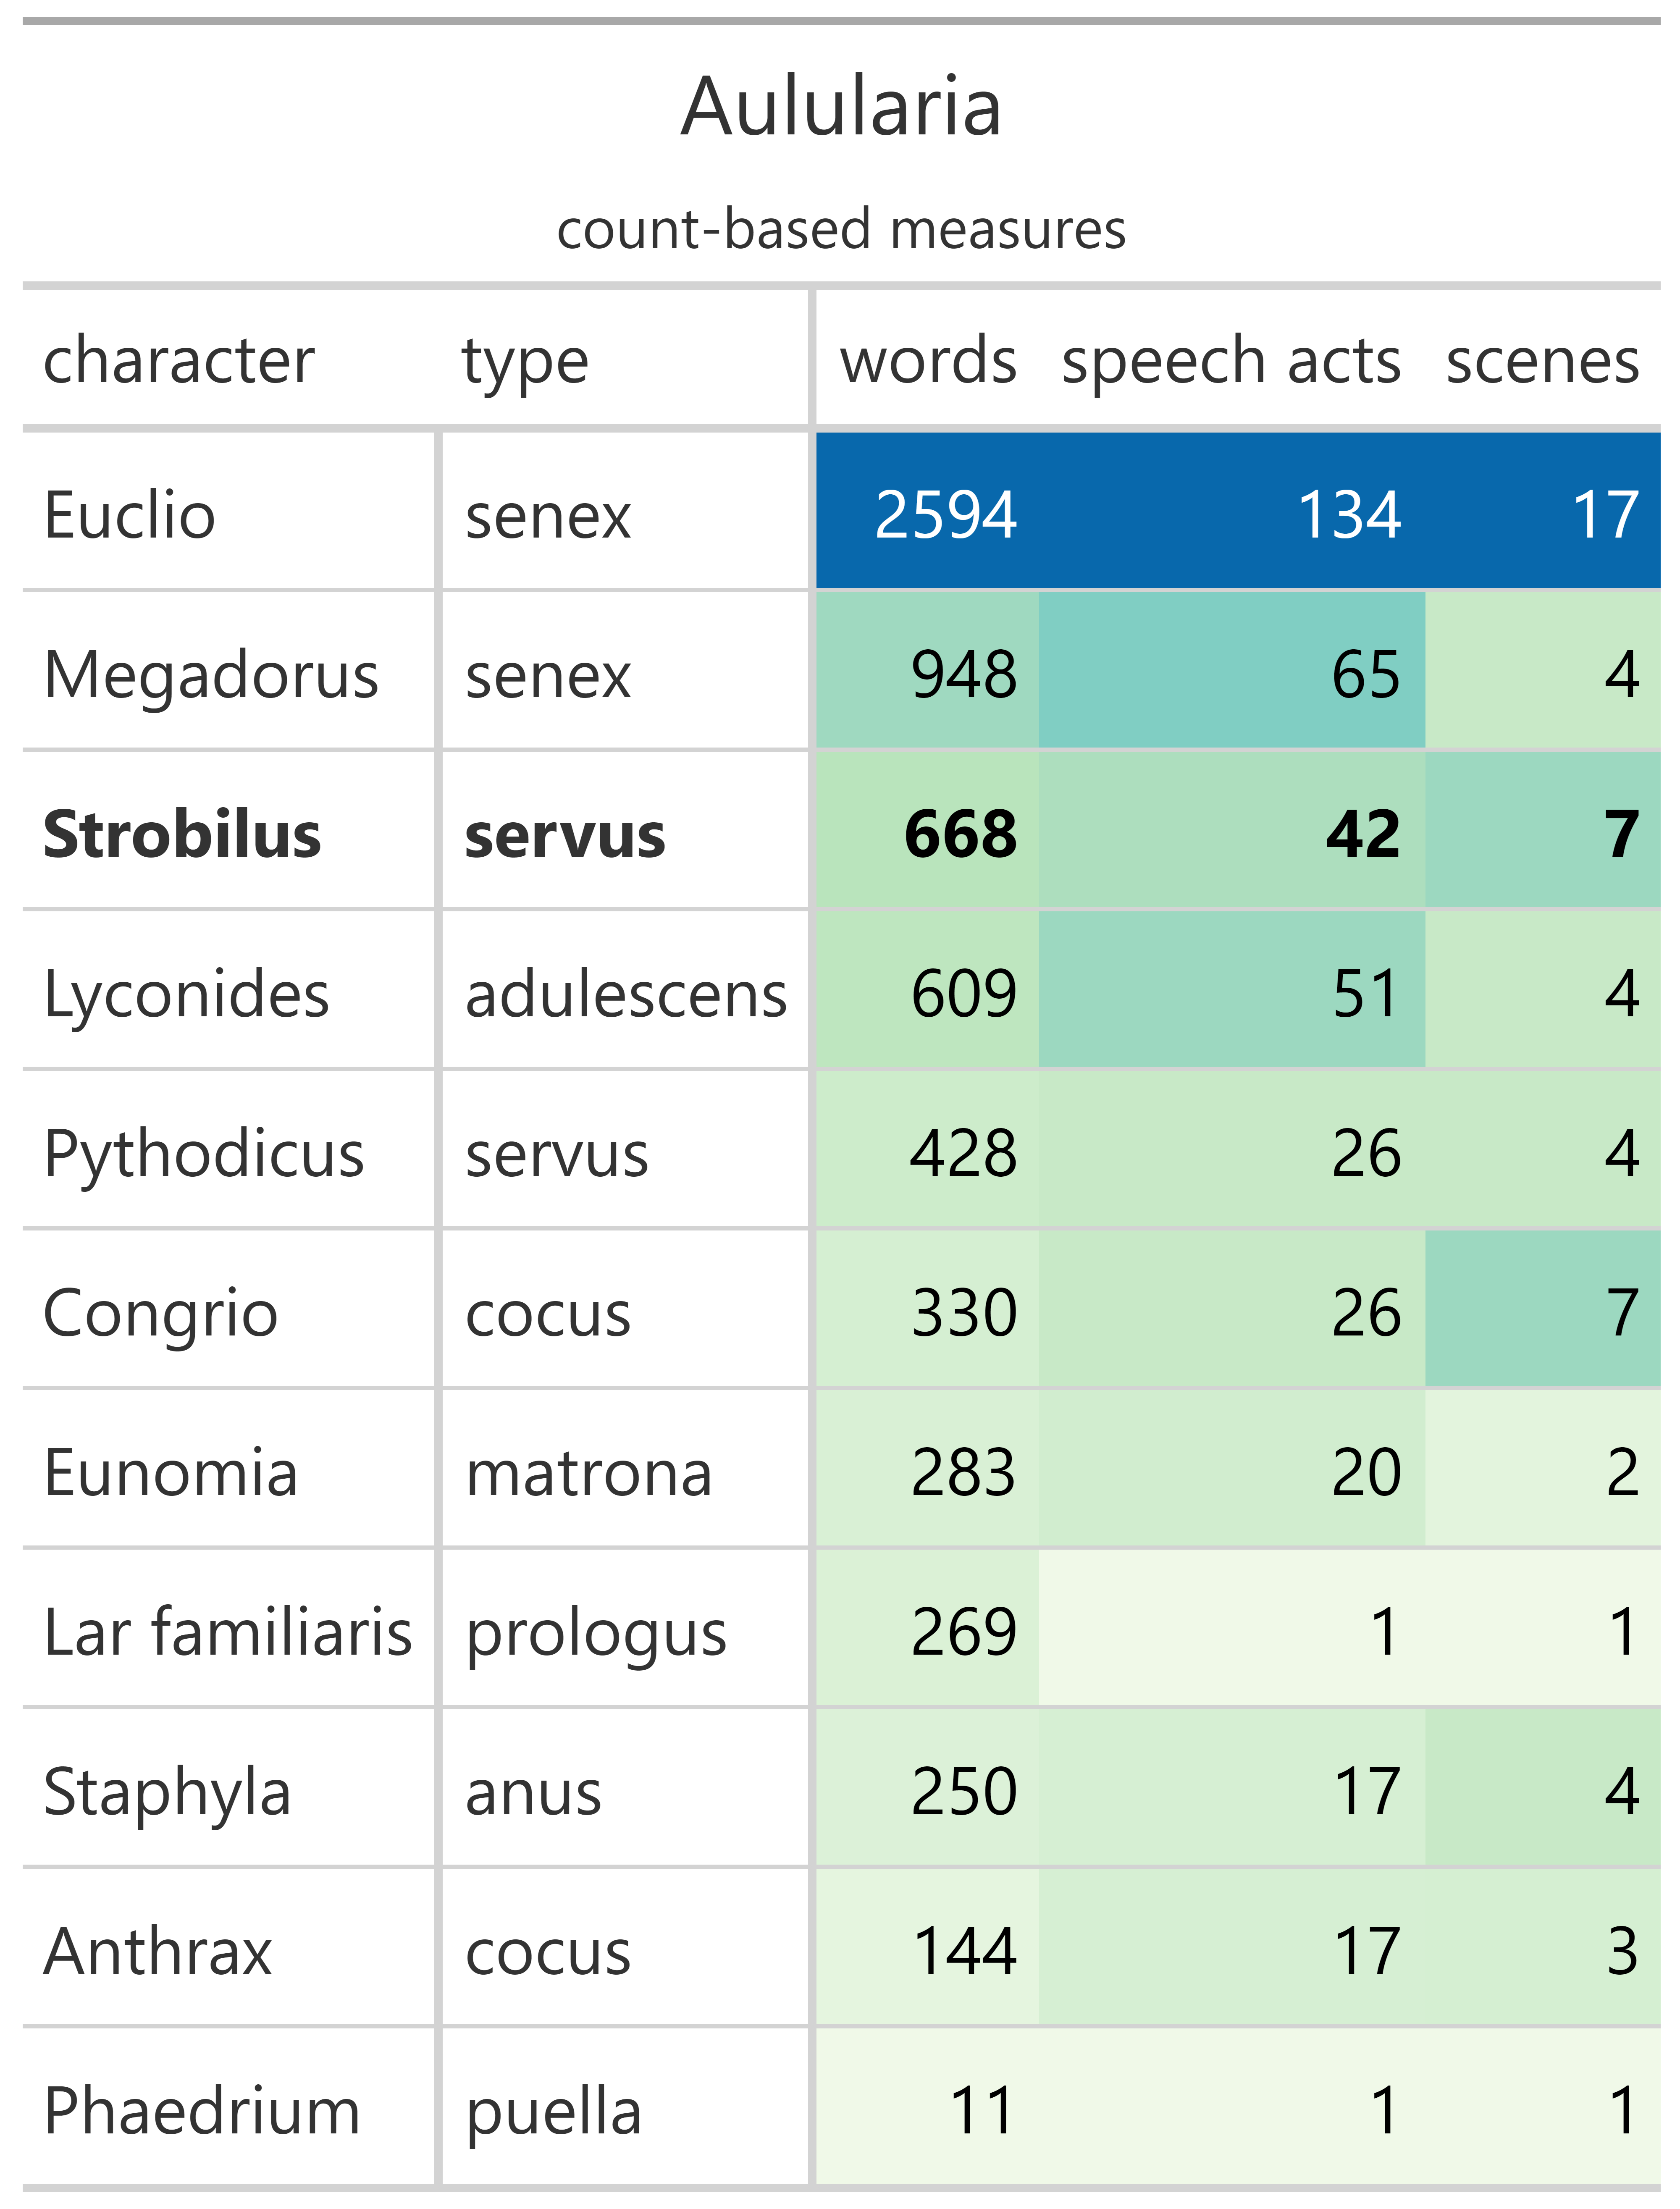 Aulularia
count-based measures
character type words speech acts scenes
Euclio senex 2594 134 17
Megadorus senex 948 65 4
Strobilus servus 668 42 7
Lyconides adulescens 609 51 4
Pythodicus servus 428 26 4
Congrio cocus 330 26 7
Eunomia matrona 283 20 2
Lar familiaris prologus 269 1 1
Staphyla anus 250 17 4
Anthrax cocus 144 17 3
Phaedrium puella 11 1 1